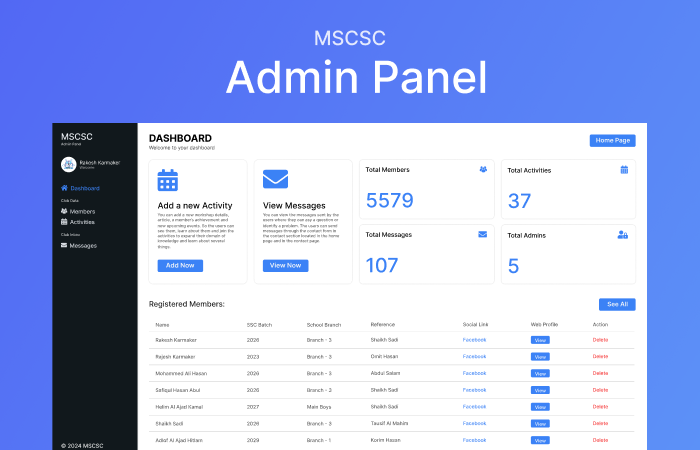 MSCSC
Admin Panel
MSCSC
Admin Panel
Rakesh Karmaker
Welcome
Dashboard
Club Data
Members
Activities
Club Inbox
Messages
© 2024 MSCSC
DASHBOARD
Welcome to your dashboard
Home Page
Add a new Activity
You can add a new workshop details,
article, a member's achievement and
new upcoming events. So the users can
see them, learn about them and join the
activities to expand their domain of
knowledge and learn about several
things.
Add Now
View Messages
You can view the messages sent by the
users where they can say a question or
identify a problem. The users can send
messages through the contact form in
the contact section located in the home
page and in the contact page.
View Now
Total Members
5579
Total Activities
37
Total Messages
107
Total Admins
5
Registered Members:
See All
Name SSC Batch School Branch Reference Social Link Web Profile Action
Rakesh Karmaker 2026 Branch - 3 Shaikh Sadi Facebook View Delete
Rajesh Karmaker 2023 Branch - 3 Omit Hasan Facebook View Delete
Mohammed Ali Hasan 2026 Branch - 3 Abdul Salam Facebook View Delete
Safiqul Hasan Abul 2026 Branch - 3 Shaikh Sadi Facebook View Delete
Halim Al Ajad Kamal 2027 Main Boys Shaikh Sadi Facebook View Delete
Shaikh Sadi 2026 Branch - 3 Tausif Al Mahim Facebook View Delete
Adlof Al Ajad Hitlam 2029 Branch - 1 Korim Hasan Facebook View Delete